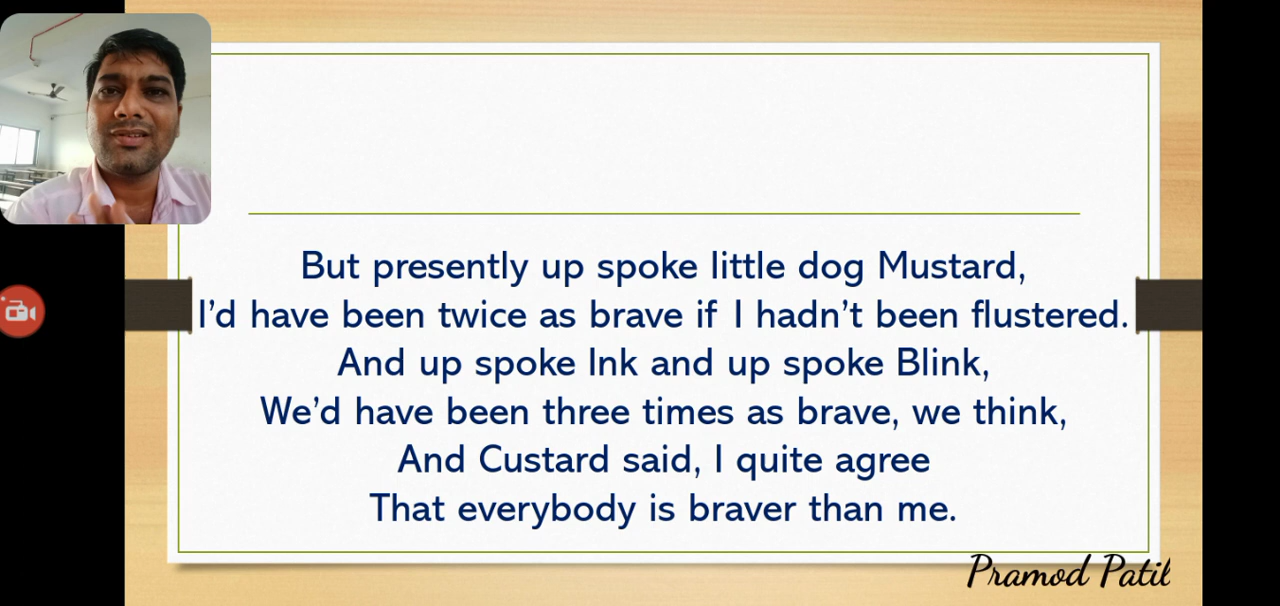 But presently up spoke little dog Mustard,
I'd have been twice as brave if I hadn't been flustered.
And up spoke Ink and up spoke Blink,
We'd have been three times as brave, we think,
And Custard said, I quite agree
That everybody is braver than me.
Pramod Patil